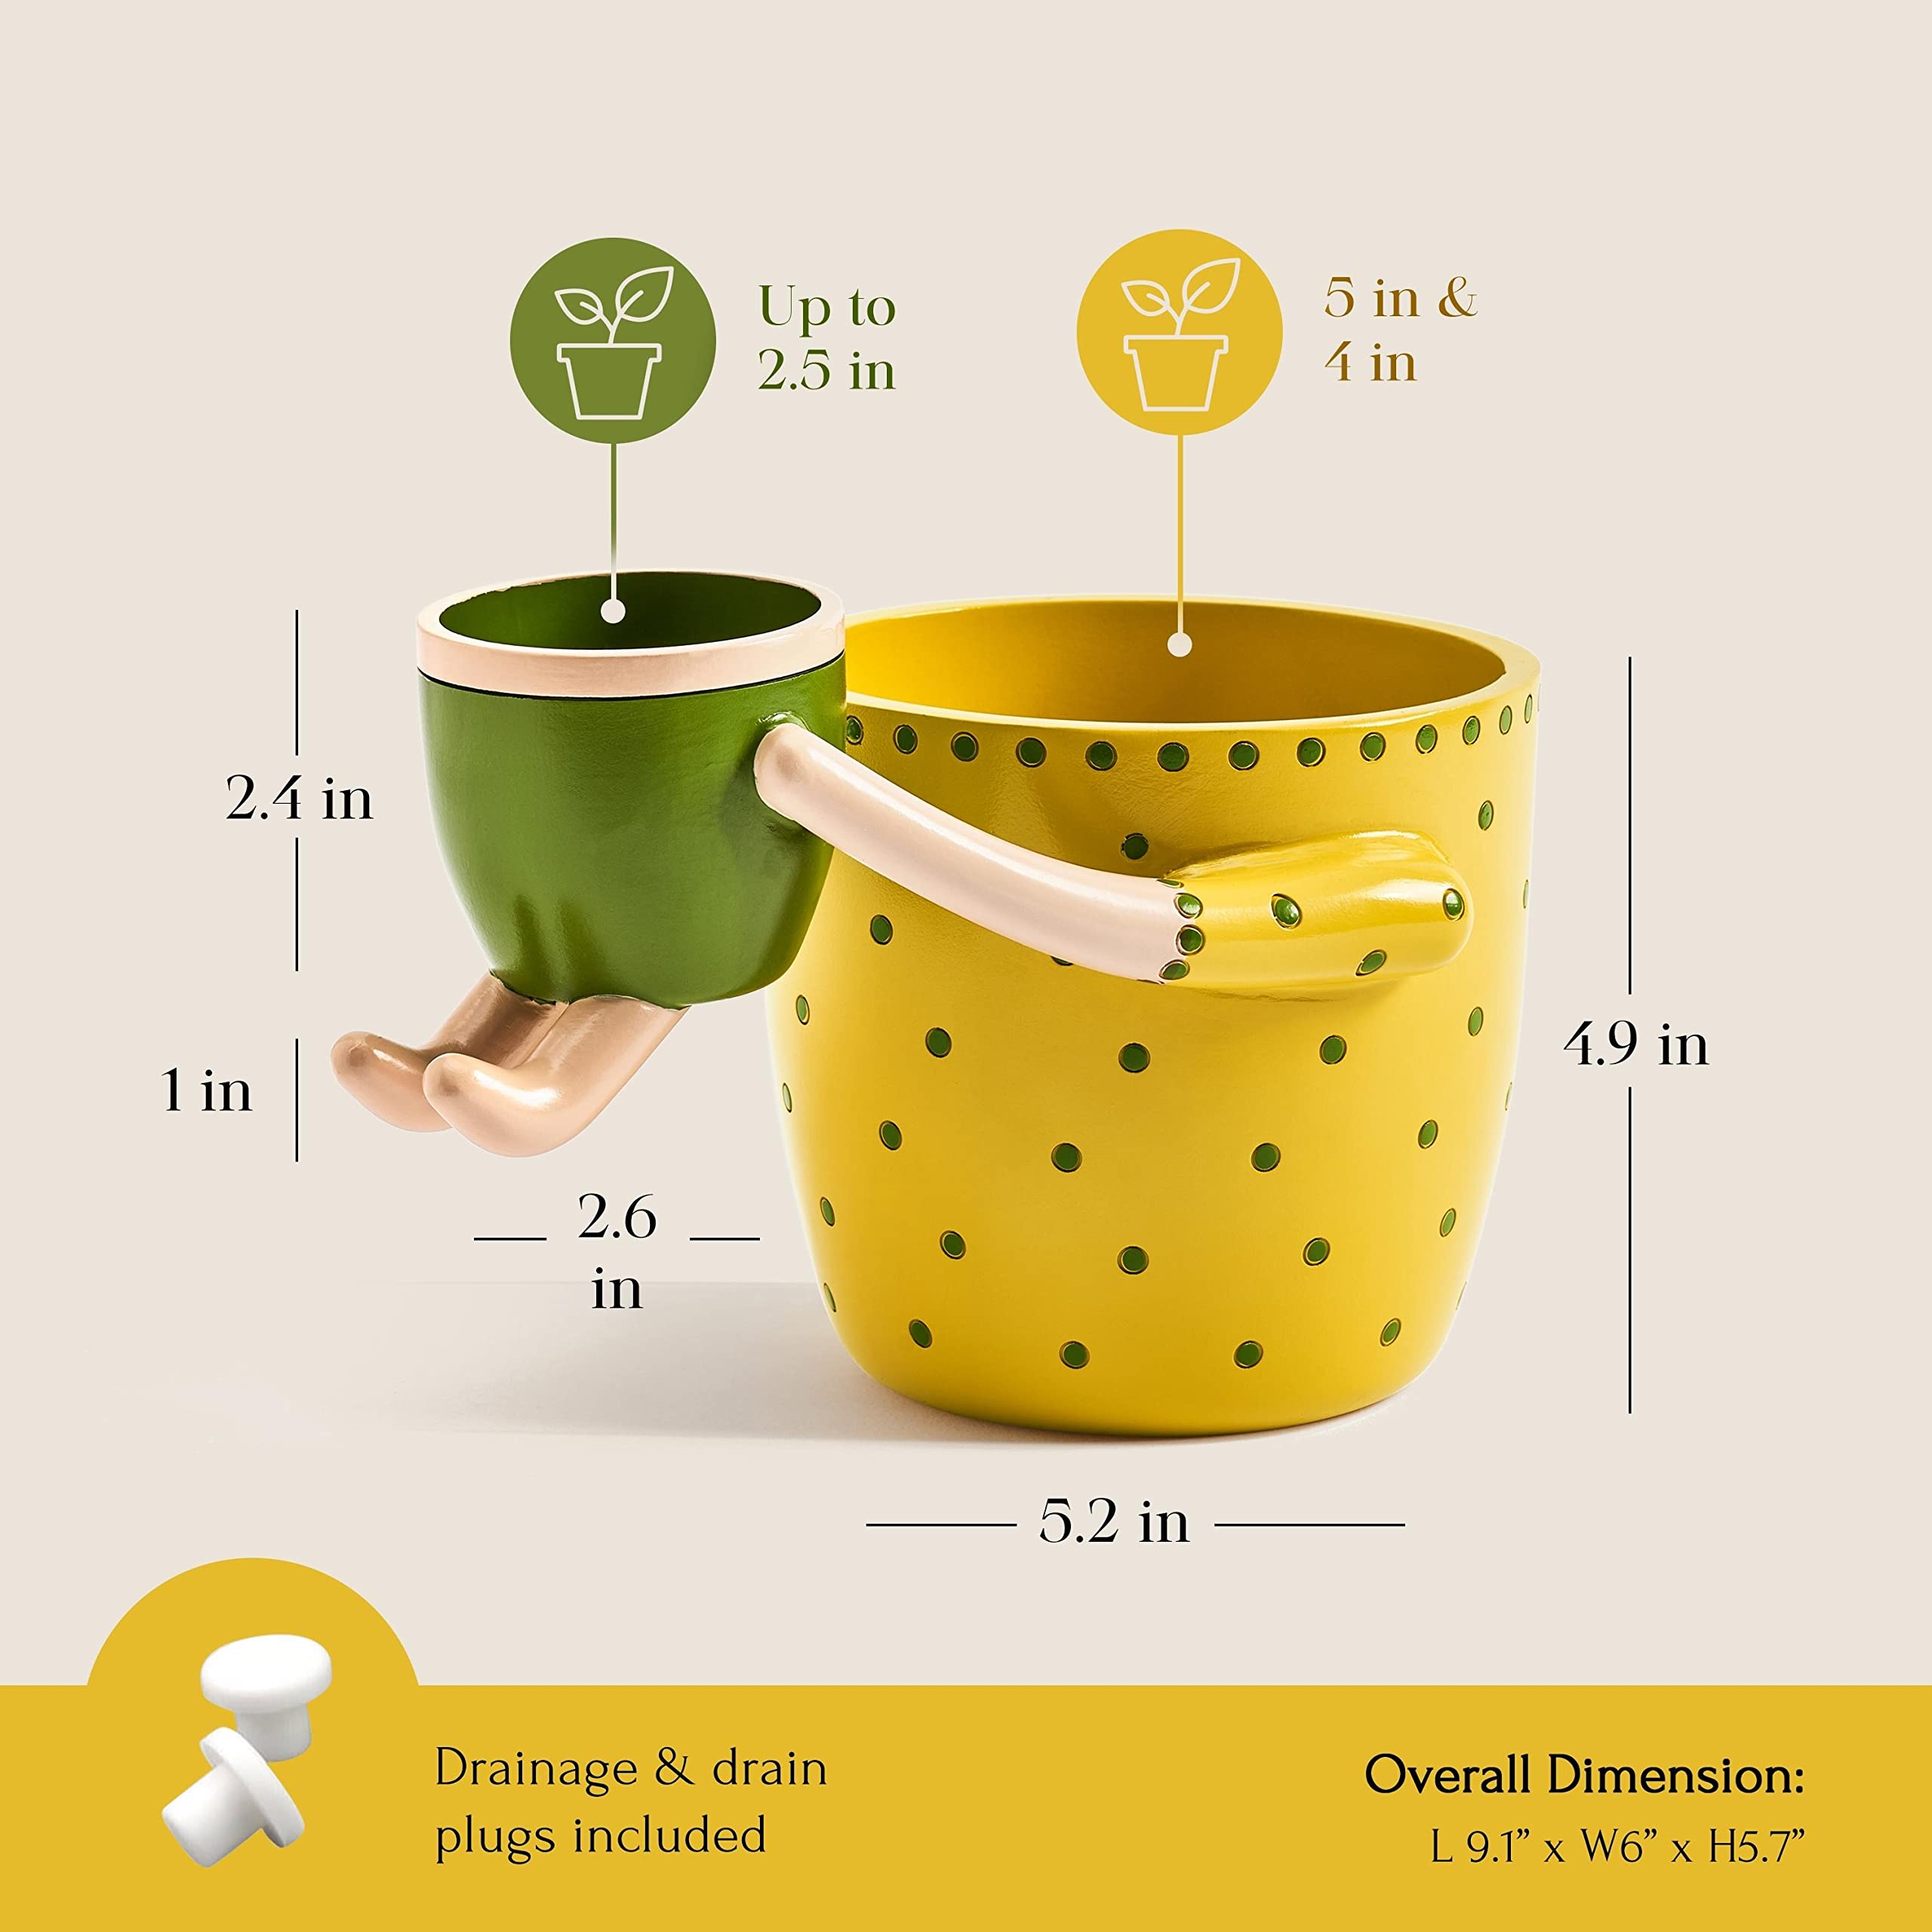 Up to
2.5 in
5 in &
4 in
2.4 in
1 in
2.6
in
4.9 in
5.2 in
Drainage & drain
plugs included
Overall Dimension:
L 9.1” x W6” x H5.7”